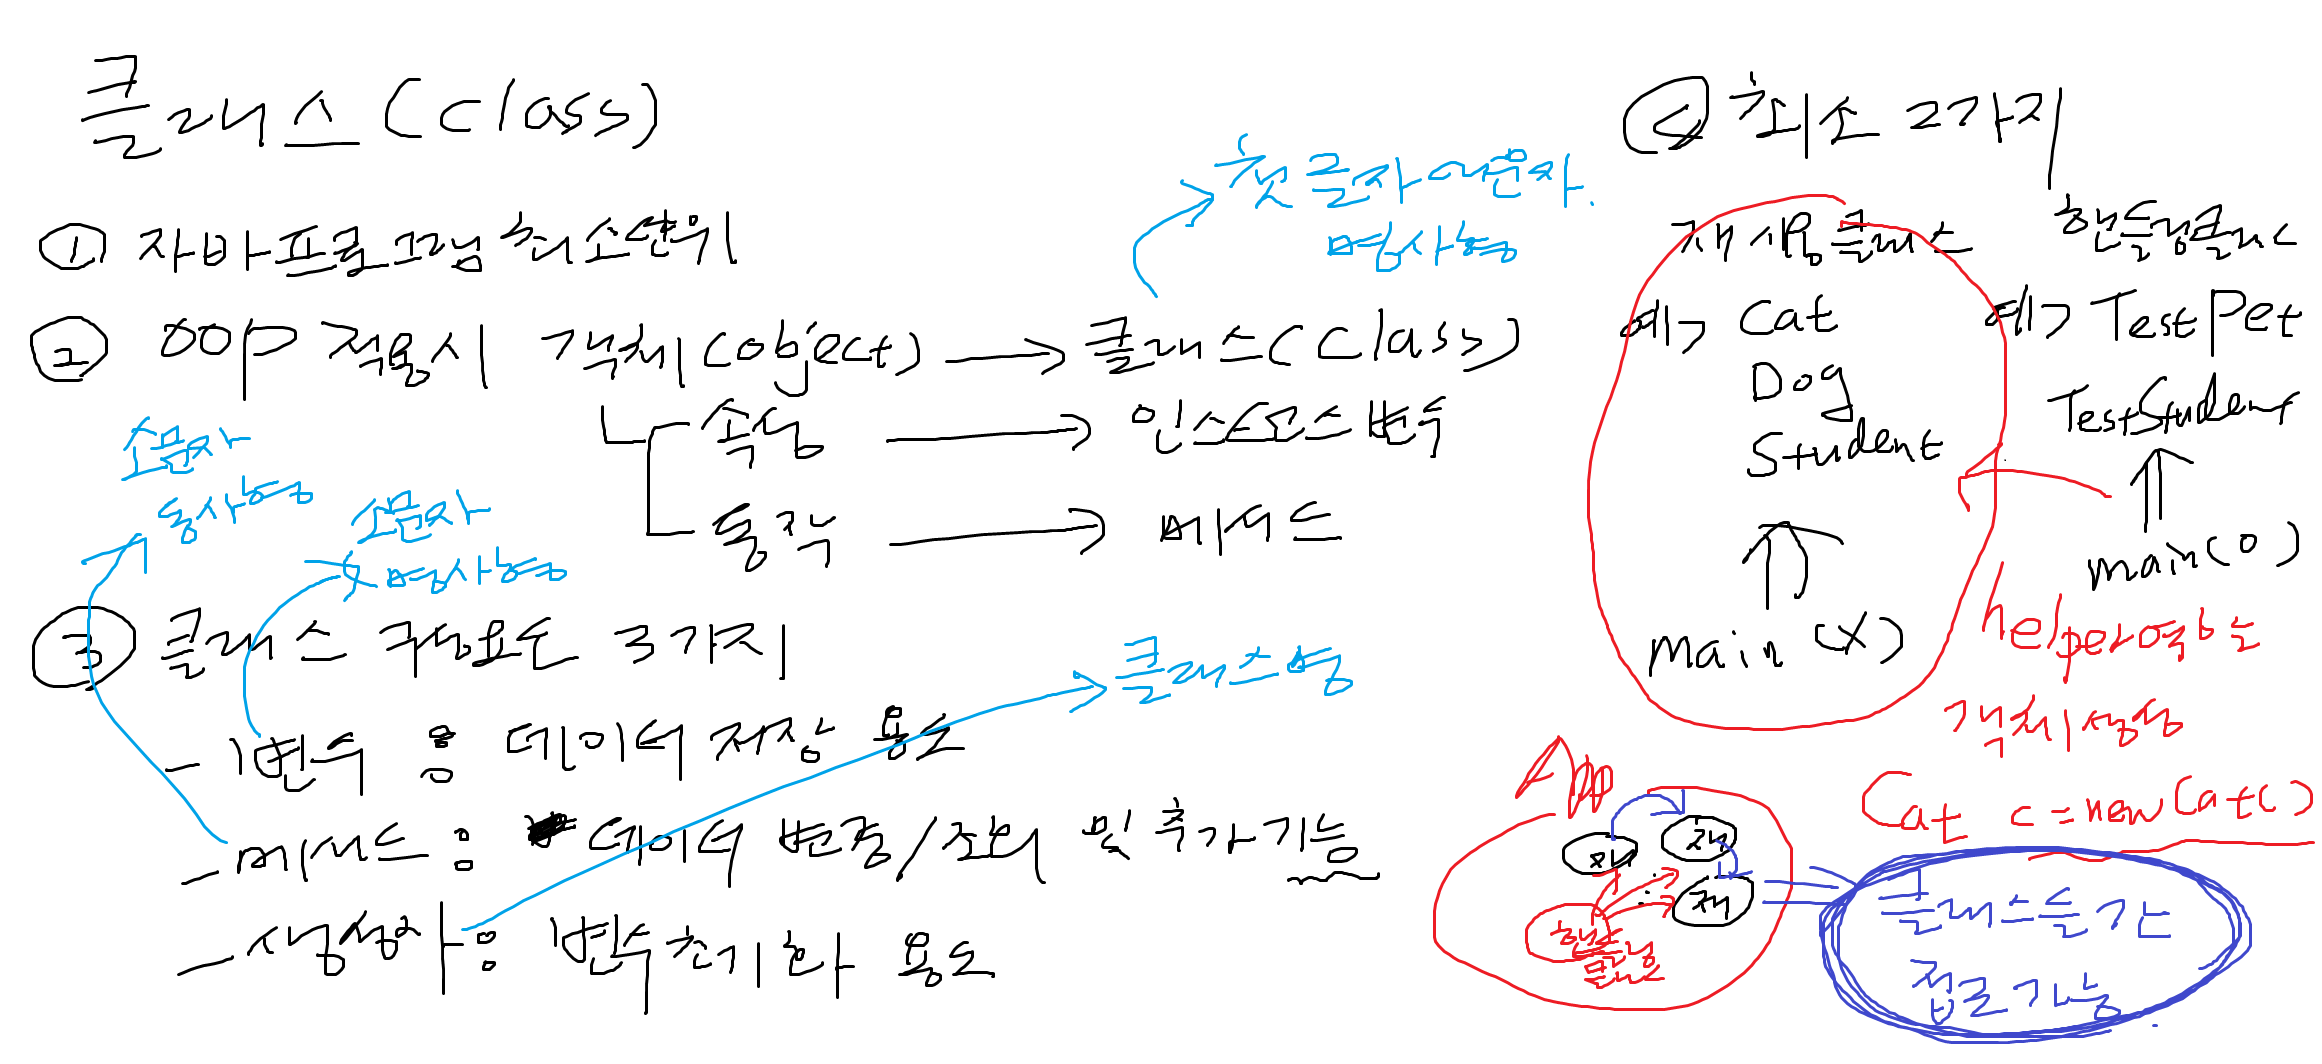 클래스(class)
① 자바프로그램 최소단위
② OOP 적용시 객체(object) → 클래스(class)
첫글자 대문자.
명사형
속성 → 인스턴스변수
동작 → 메서드
소문자
동사형
소문자
명사형
③ 클래스 구성요소 3가지
- 변수 : 데이터 저장 용도
- 메서드 : 데이터 변경/조회 및 추가기능
- 생성자 : 변수초기화 용도
클래스명
④ 최소 2가지
재사용클래스
예> Cat
Dog
Student
main(X)
핸들링클래스
예> TestPet
TestStudent
main(O)
helper역할는
객체생성
Cat c = new Cat()
App
재
재
재
핸들링
클래스
클래스들간
접근가능.